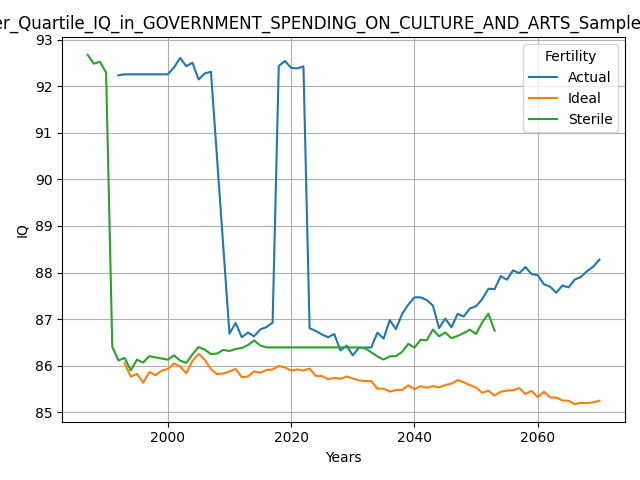 er_Quartile_IQ_in_GOVERNMENT_SPENDING_ON_CULTURE_AND_ARTS_Sample
93
92
91
90
89
88
87
86
85
IQ
Fertility
Actual
Ideal
Sterile
2000
2020
2040
2060
Years